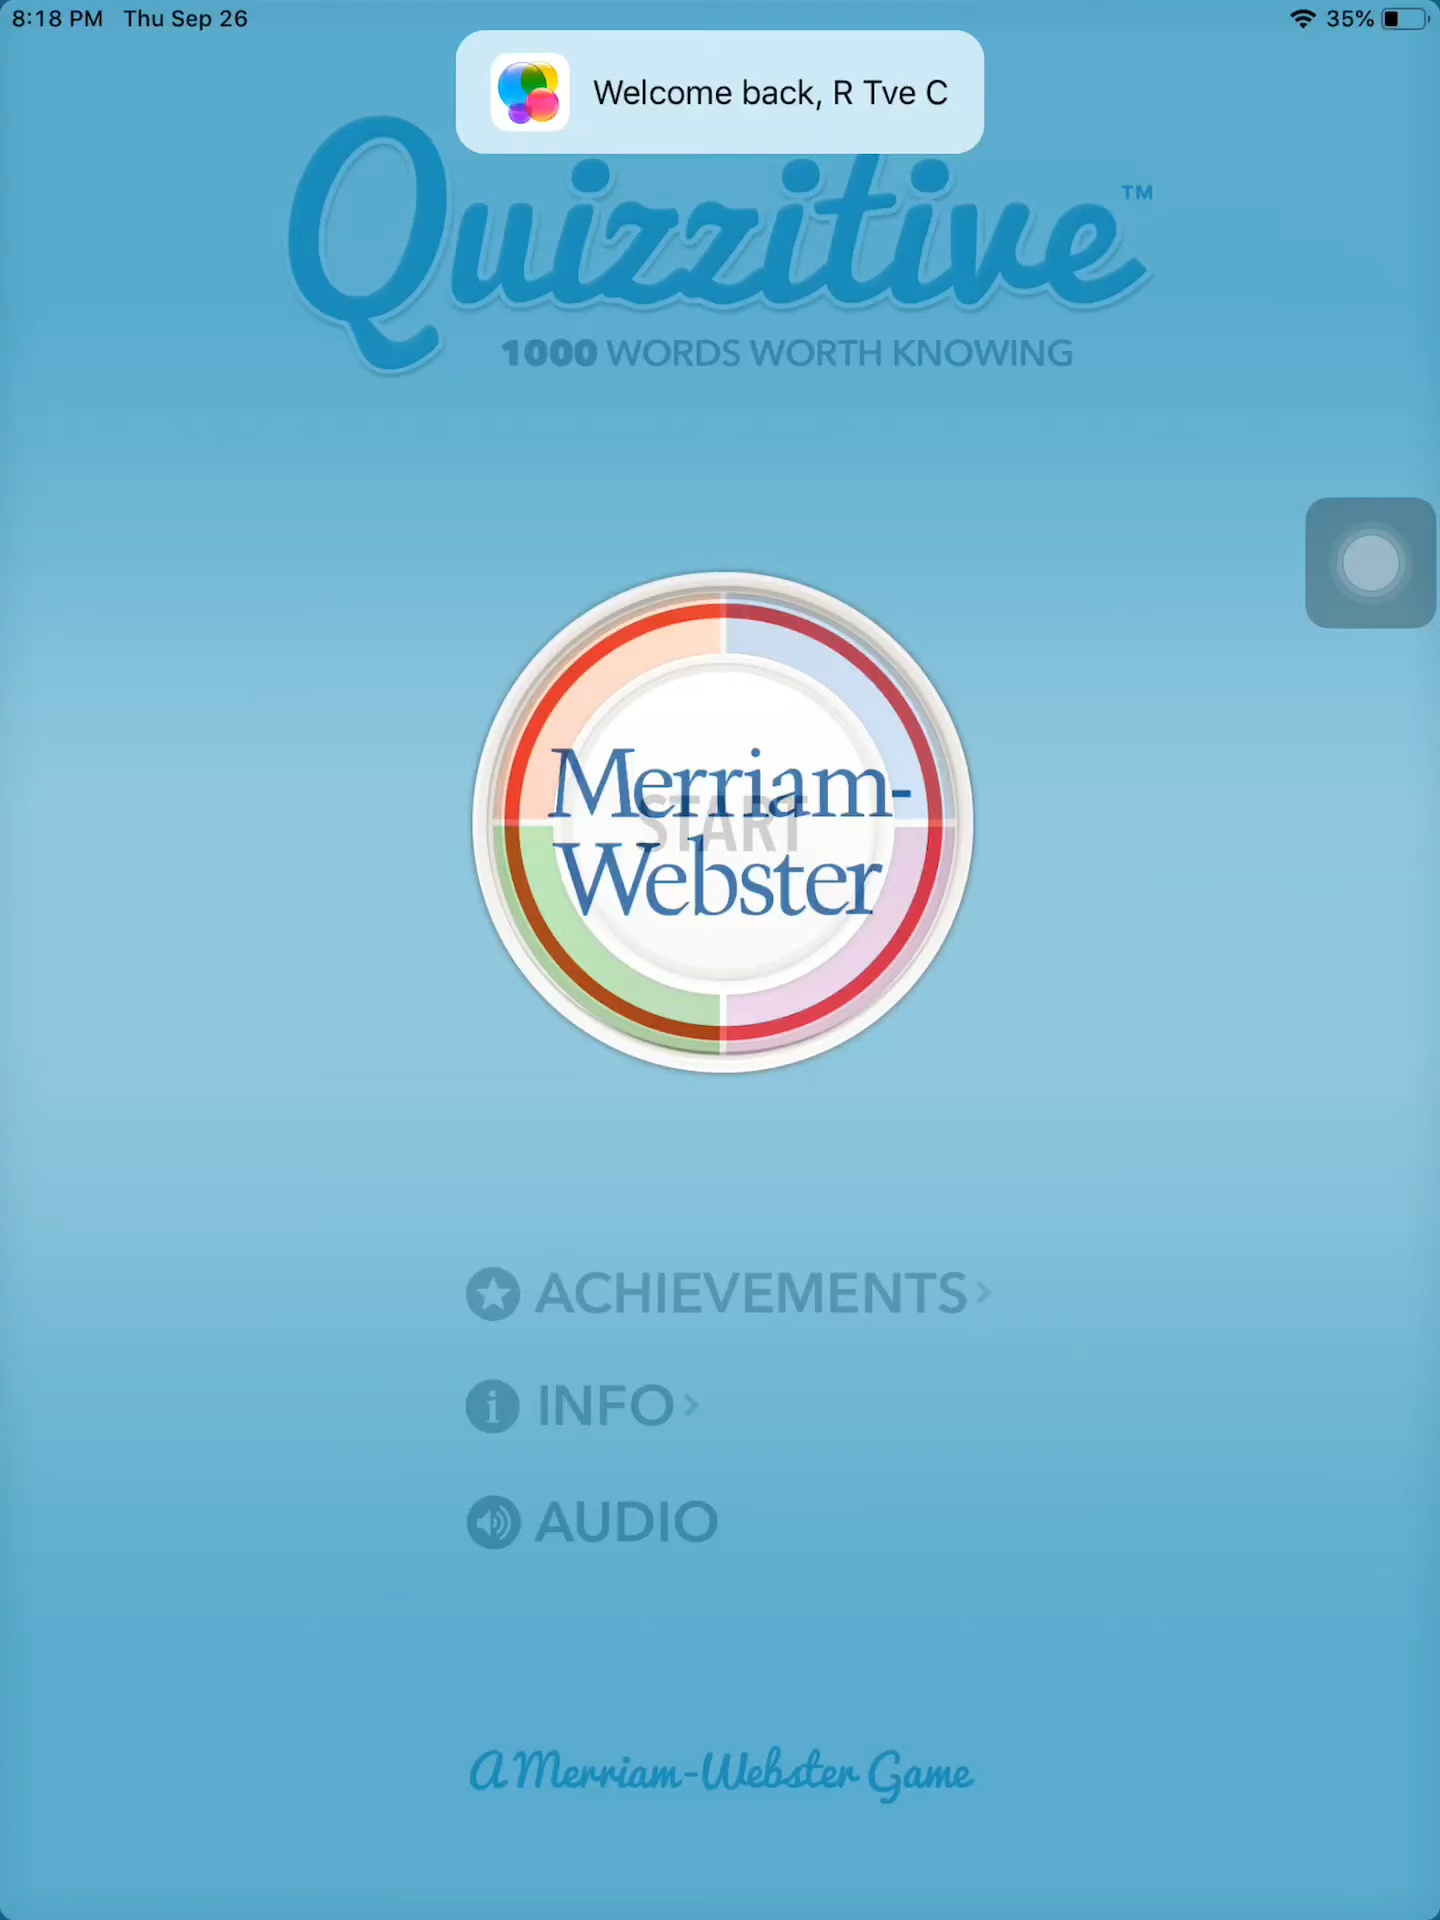 8:18 PM Thu Sep 26
35%
Welcome back, R Tve C
Quizzitive™
1000 WORDS WORTH KNOWING
Merriam-
START
Webster
ACHIEVEMENTS >
INFO >
AUDIO
A Merriam-Webster Game